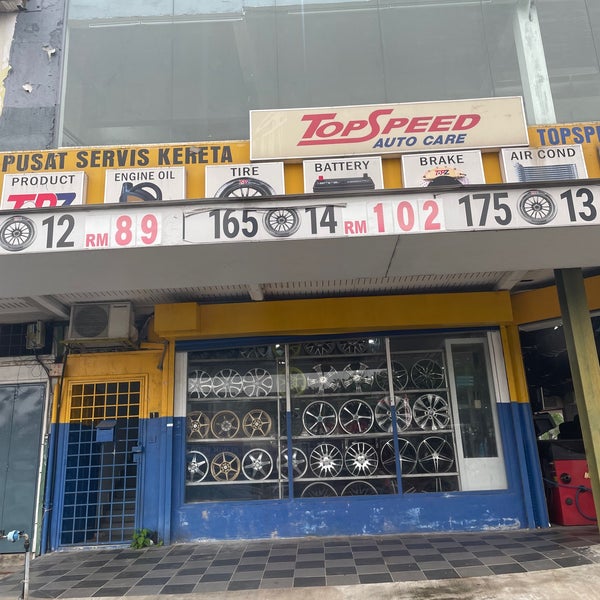 TOPSPEED
AUTO CARE
PUSAT SERVIS KERETA
TOPSP
PRODUCT
ENGINE OIL
TIRE
BATTERY
BRAKE
AIR COND
12 RM 89
165 14 RM 102
175 13